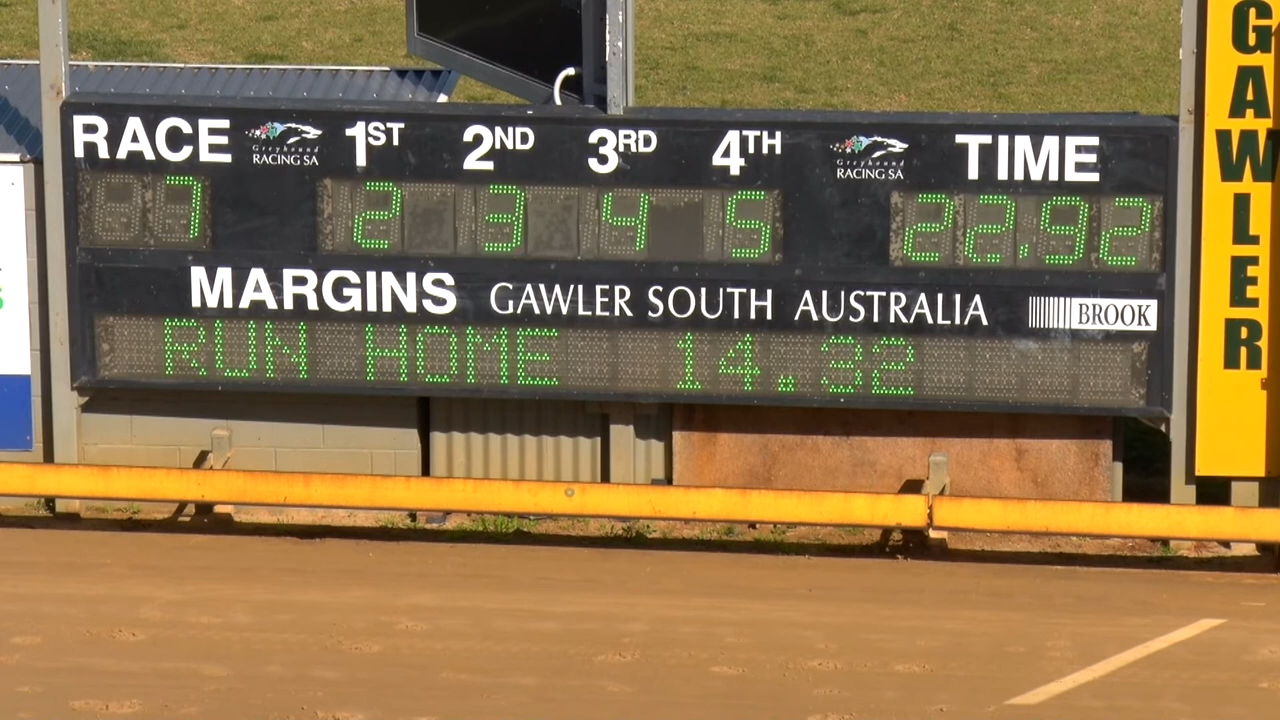 RACE Greyhound RACING SA 1ST 2ND 3RD 4TH Greyhound RACING SA TIME
7 2 3 4 5 22.92
MARGINS GAWLER SOUTH AUSTRALIA BROOK
RUN HOME 14.32
GAWLER